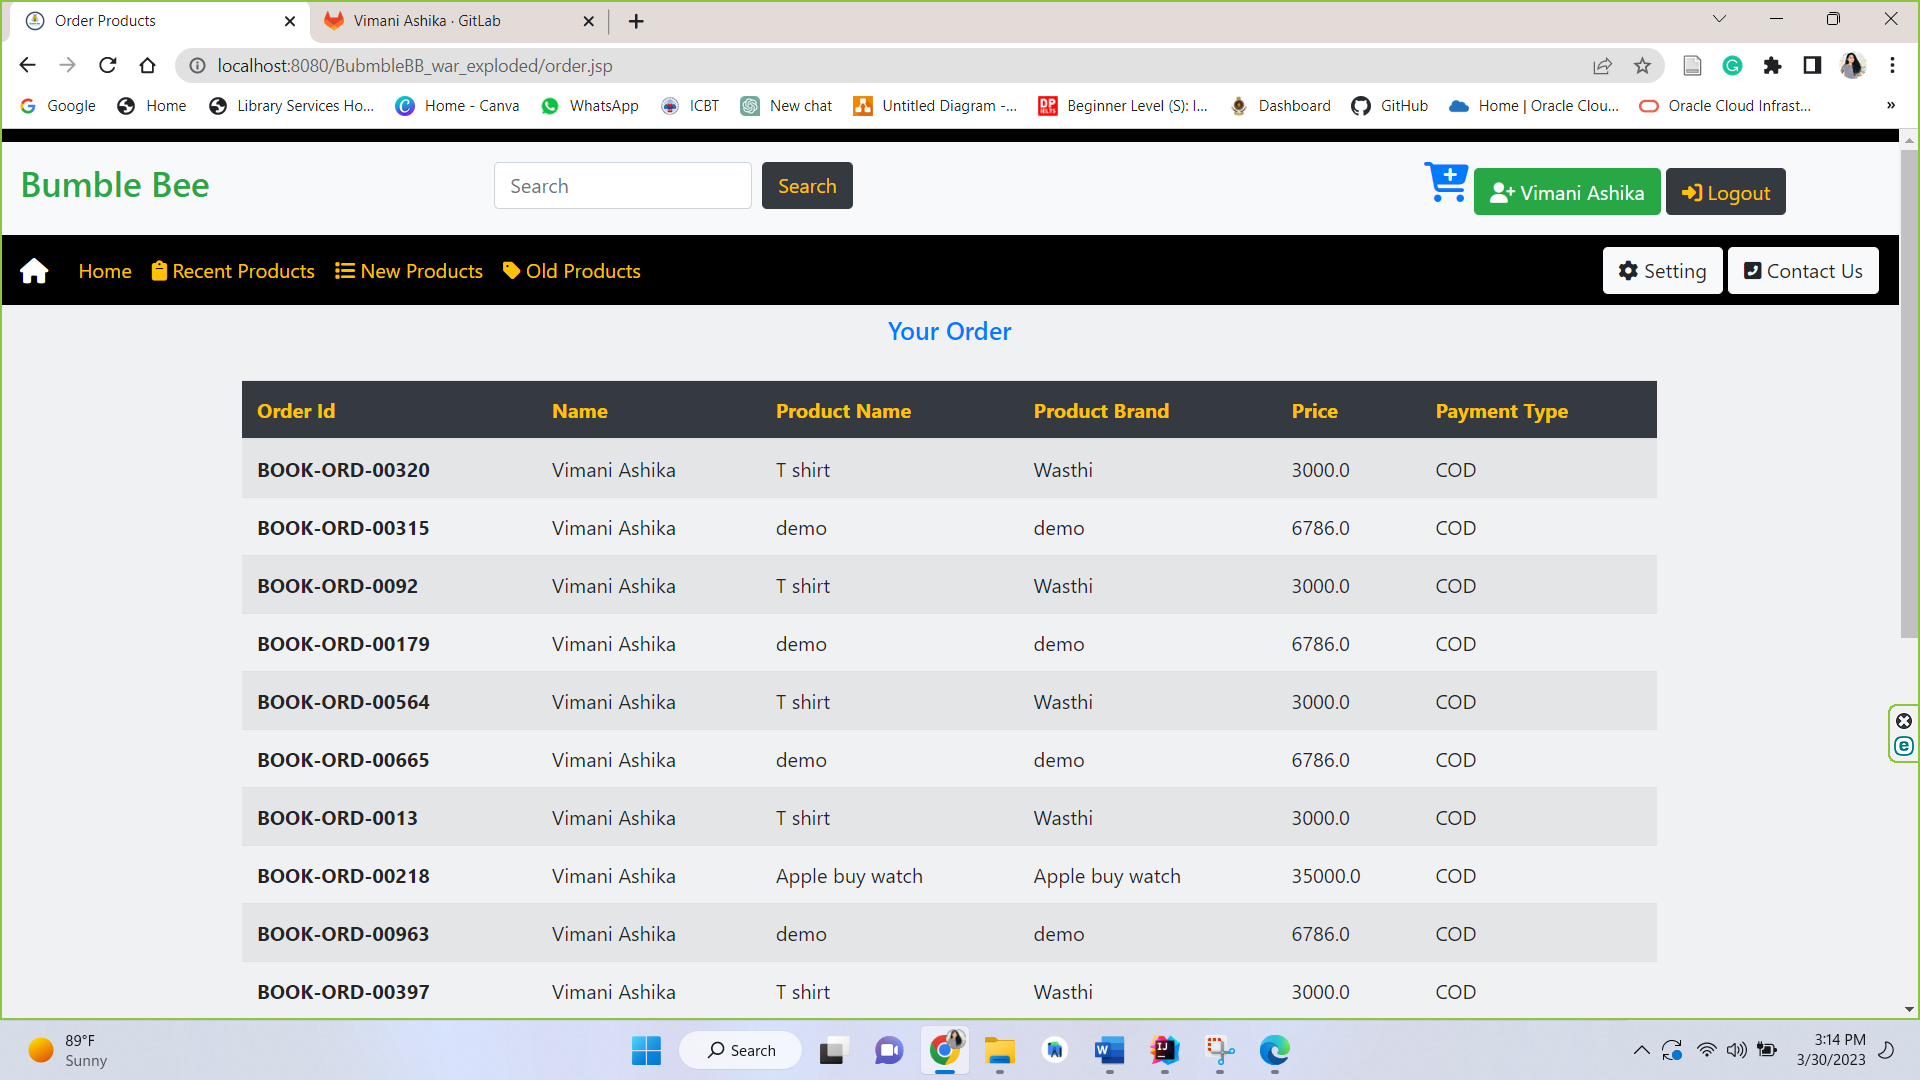 Order Products
Vimani Ashika · GitLab
localhost:8080/BubmbleBB_war_exploded/order.jsp
Google Home Library Services Ho... Home - Canva WhatsApp ICBT New chat Untitled Diagram -... Beginner Level (S): I... Dashboard GitHub Home | Oracle Clou... Oracle Cloud Infrast... »
Bumble Bee Search Search Vimani Ashika Logout
Home Recent Products New Products Old Products Setting Contact Us
Your Order
Order Id Name Product Name Product Brand Price Payment Type
BOOK-ORD-00320 Vimani Ashika T shirt Wasthi 3000.0 COD
BOOK-ORD-00315 Vimani Ashika demo demo 6786.0 COD
BOOK-ORD-0092 Vimani Ashika T shirt Wasthi 3000.0 COD
BOOK-ORD-00179 Vimani Ashika demo demo 6786.0 COD
BOOK-ORD-00564 Vimani Ashika T shirt Wasthi 3000.0 COD
BOOK-ORD-00665 Vimani Ashika demo demo 6786.0 COD
BOOK-ORD-0013 Vimani Ashika T shirt Wasthi 3000.0 COD
BOOK-ORD-00218 Vimani Ashika Apple buy watch Apple buy watch 35000.0 COD
BOOK-ORD-00963 Vimani Ashika demo demo 6786.0 COD
BOOK-ORD-00397 Vimani Ashika T shirt Wasthi 3000.0 COD
89°F
Sunny
Search
3:14 PM
3/30/2023